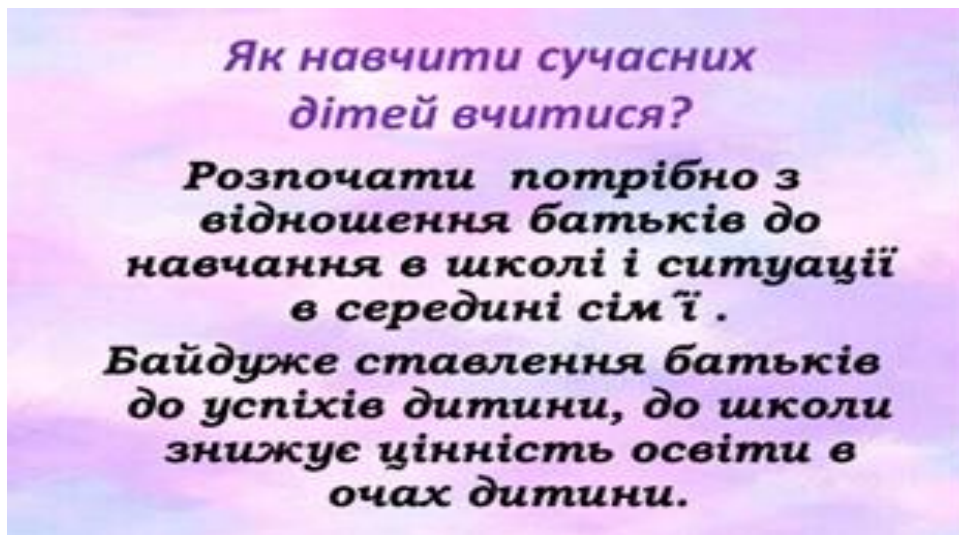 Як навчити сучасних
дітей вчитися?
Розпочати потрібно з
відношення батьків до
навчання в школі і ситуації
в середині сім´ї .
Байдуже ставлення батьків
до успіхів дитини, до школи
знижує цінність освіти в
очах дитини.